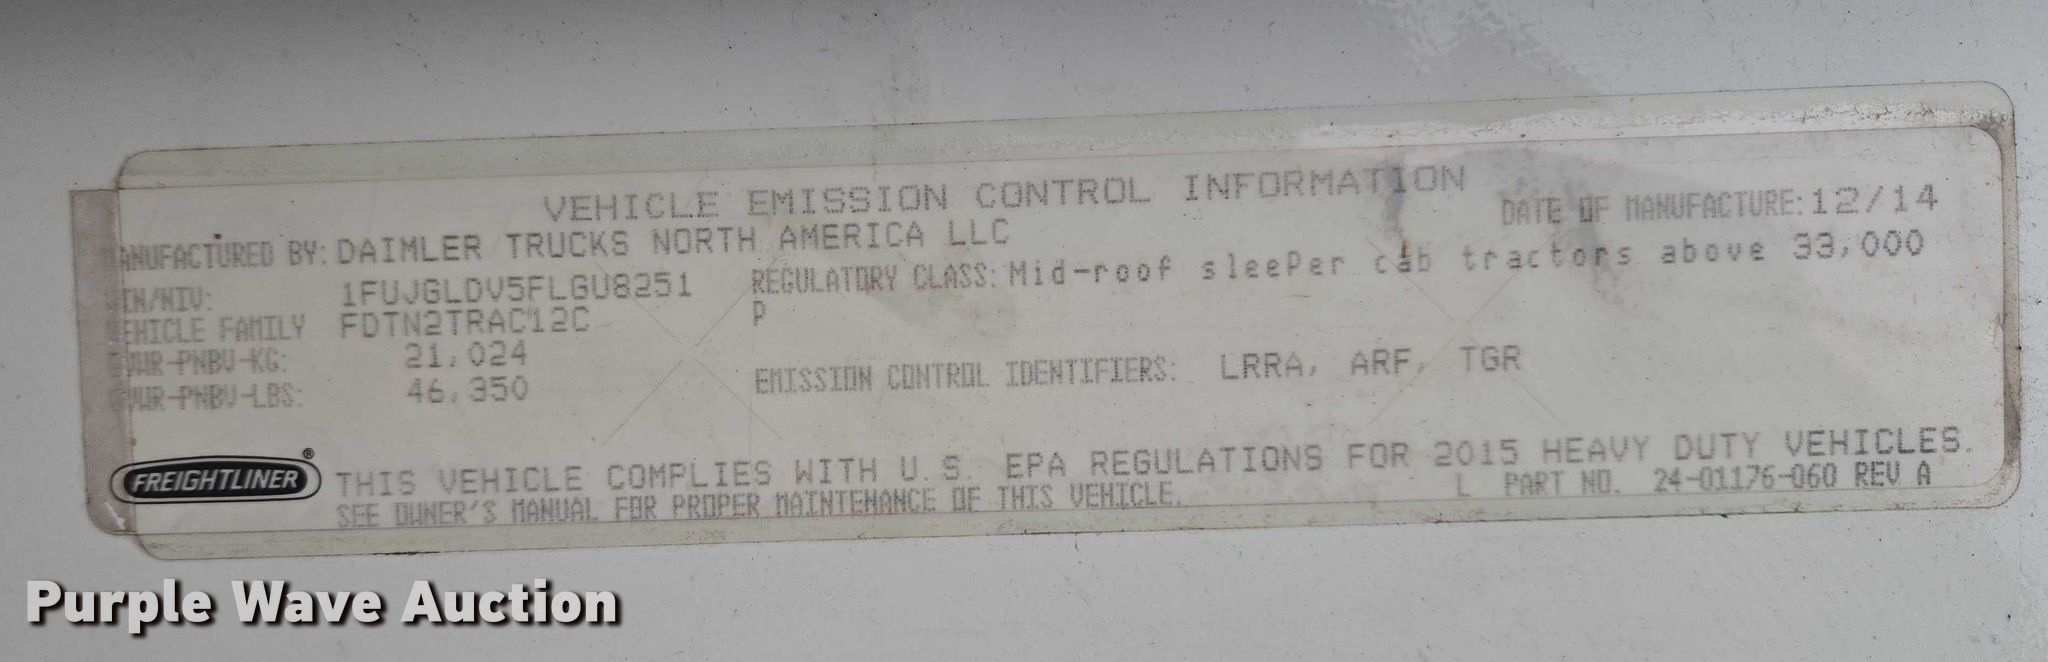 VEHICLE EMISSION CONTROL INFORMATION
DATE OF MANUFACTURE: 12/14
MANUFACTURED BY: DAIMLER TRUCKS NORTH AMERICA LLC
VIN/NIV: 1FUJGLDV5FLGU8251
REGULATORY CLASS: Mid-roof sleePer cab tractors above 33,000
P
VEHICLE FAMILY FDTN2TRAC12C
GVWR-PNBV-KG: 21,024
GVWR-PNBV-LBS: 46,350
EMISSION CONTROL IDENTIFIERS: LRRA, ARF, TGR
FREIGHTLINER®
THIS VEHICLE COMPLIES WITH U.S. EPA REGULATIONS FOR 2015 HEAVY DUTY VEHICLES.
SEE OWNER'S MANUAL FOR PROPER MAINTENANCE OF THIS VEHICLE.
L PART NO. 24-01176-060 REV A
Purple Wave Auction